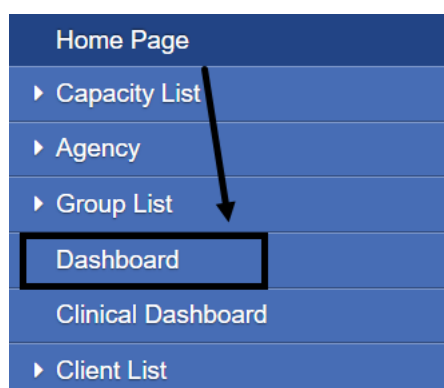 Home Page
Capacity List
Agency
Group List
Dashboard
Clinical Dashboard
Client List